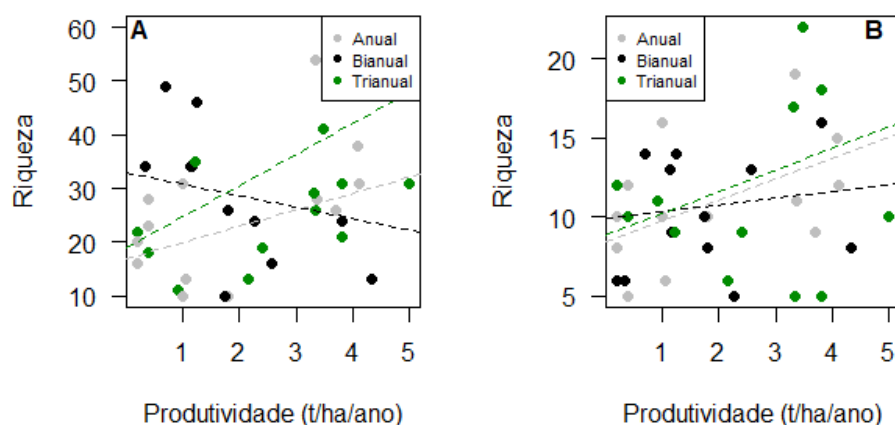 A
Anual
Bianual
Trianual
Riqueza
60
50
40
30
20
10
1 2 3 4 5
Produtividade (t/ha/ano)
B
Anual
Bianual
Trianual
Riqueza
20
15
10
5
1 2 3 4 5
Produtividade (t/ha/ano)